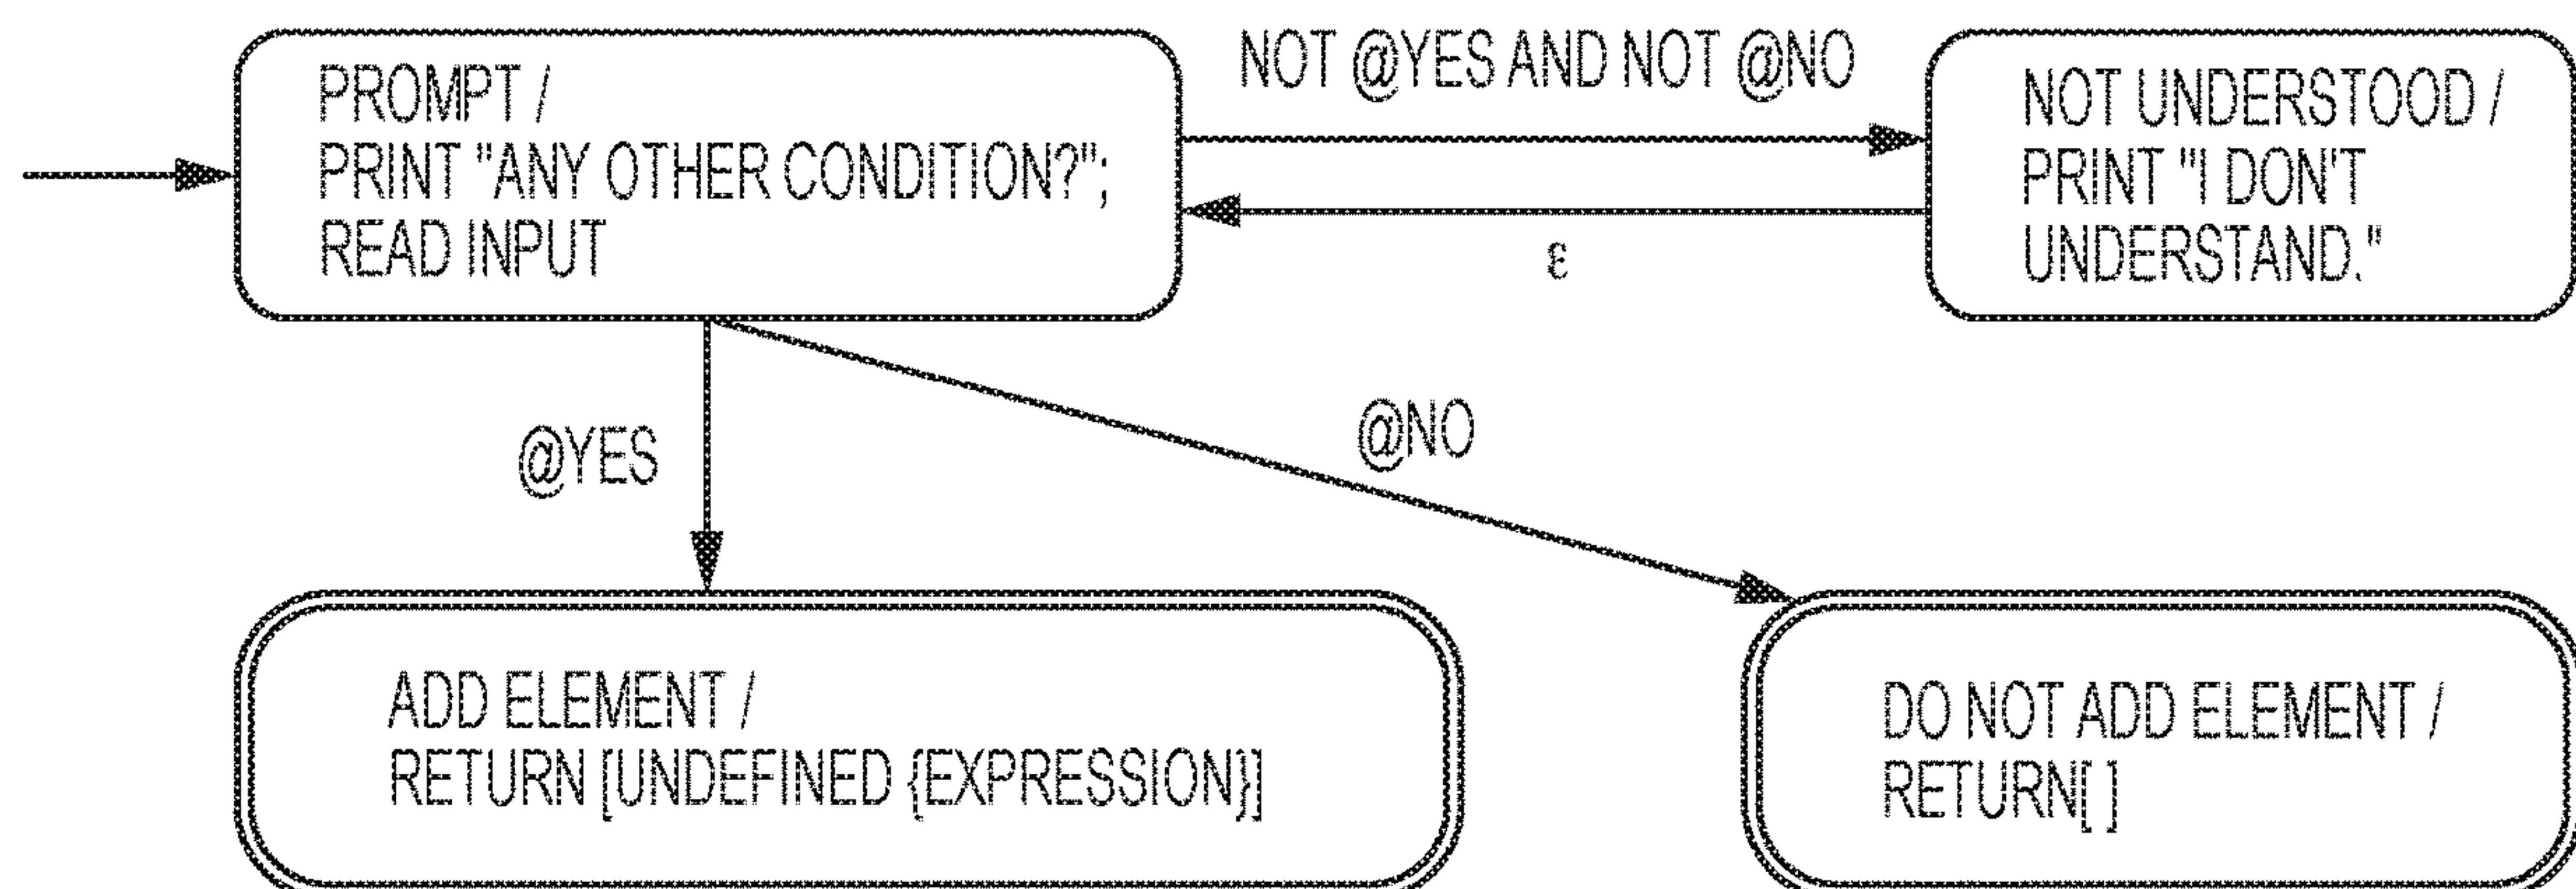 PROMPT /
PRINT "ANY OTHER CONDITION?";
READ INPUT
NOT @YES AND NOT @NO
ε
NOT UNDERSTOOD /
PRINT "I DON'T
UNDERSTAND."
@YES
@NO
ADD ELEMENT /
RETURN [UNDEFINED {EXPRESSION}]
DO NOT ADD ELEMENT /
RETURN[ ]